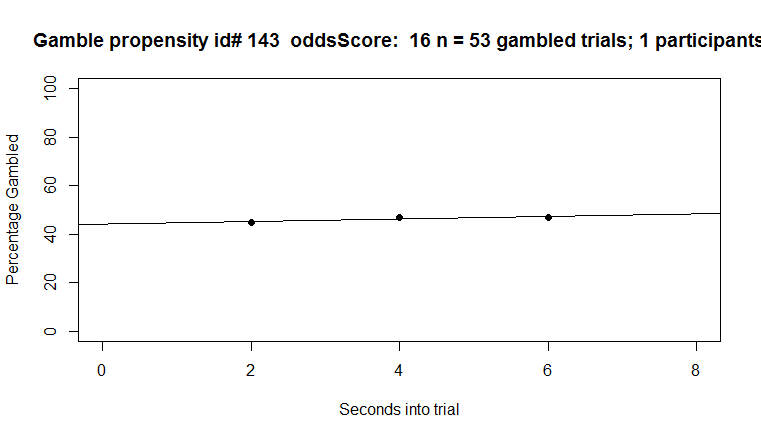 Gamble propensity id# 143  oddsScore:  16 n = 53 gambled trials; 1 participants
Percentage Gambled
100
80
60
40
20
0
0 2 4 6 8
Seconds into trial